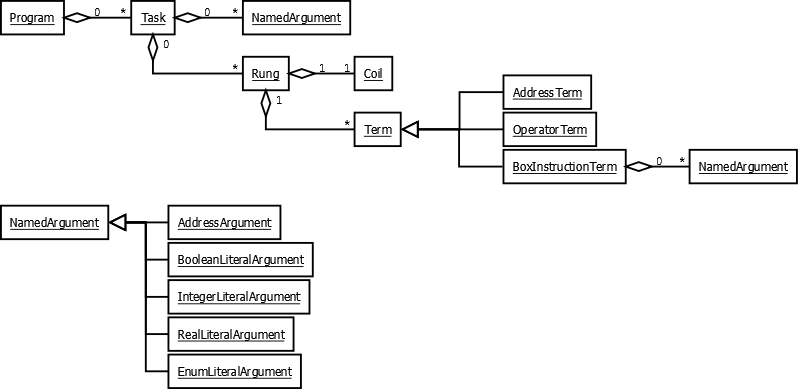 Program 0 * Task 0 * NamedArgument
0
* Rung 1 1 Coil
1
* Term
AddressTerm
OperatorTerm
BoxInstructionTerm 0 * NamedArgument
NamedArgument
AddressArgument
BooleanLiteralArgument
IntegerLiteralArgument
RealLiteralArgument
EnumLiteralArgument